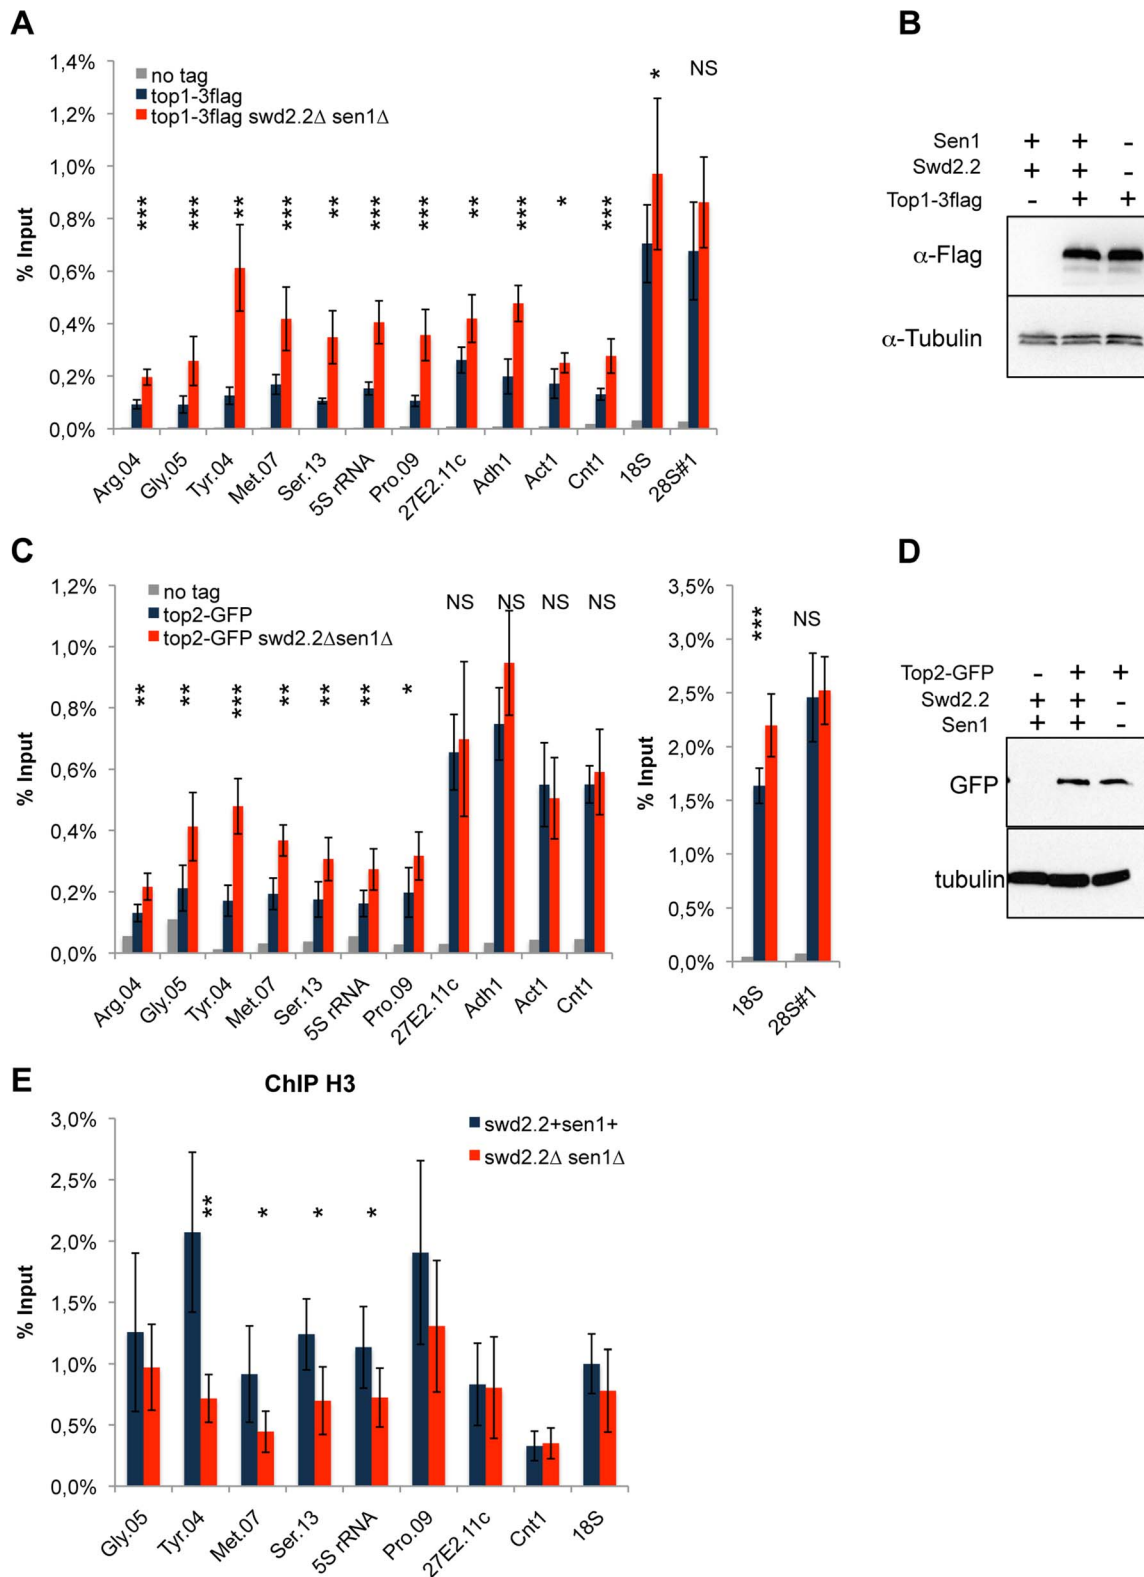 A
1,4%
1,2%
1,0%
0,8%
0,6%
0,4%
0,2%
0,0%
% Input
no tag
top1-3flag
top1-3flag swd2.2Δ sen1Δ
*** *** ** *** ** *** *** ** *** * *** * NS
Arg.04 Gly.05 Tyr.04 Met.07 Ser.13 5S rRNA Pro.09 27E2.11c Adh1 Act1 Cnt1 18S 28S#1
B
Sen1 + + -
Swd2.2 + + -
Top1-3flag - + +
α-Flag
α-Tubulin
C
1,2%
1,0%
0,8%
0,6%
0,4%
0,2%
0,0%
% Input
no tag
top2-GFP
top2-GFP swd2.2Δsen1Δ
** ** *** ** ** ** * NS NS NS NS
Arg.04 Gly.05 Tyr.04 Met.07 Ser.13 5S rRNA Pro.09 27E2.11c Adh1 Act1 Cnt1
3,5%
3,0%
2,5%
2,0%
1,5%
1,0%
0,5%
0,0%
% Input
*** NS
18S 28S#1
D
Top2-GFP - + +
Swd2.2 + + -
Sen1 + + -
GFP
tubulin
E
ChIP H3
3,0%
2,5%
2,0%
1,5%
1,0%
0,5%
0,0%
% Input
swd2.2+sen1+
swd2.2Δ sen1Δ
** * * *
Gly.05 Tyr.04 Met.07 Ser.13 5S rRNA Pro.09 27E2.11c Cnt1 18S